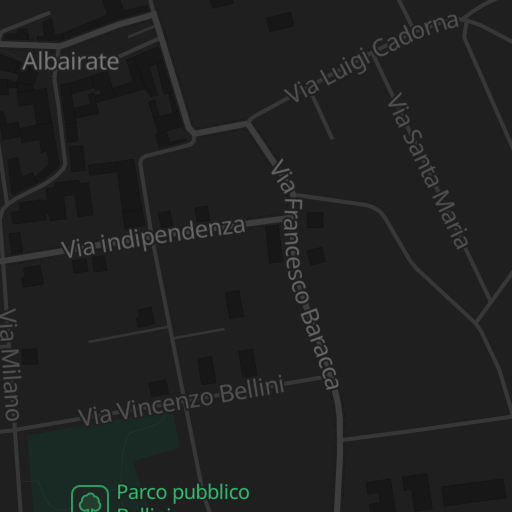 Albairate
Via Luigi Cadorna
Via Santa Maria
Via Francesco Baracca
Via indipendenza
Via Milano
Via Vincenzo Bellini
Parco pubblico
Bellini